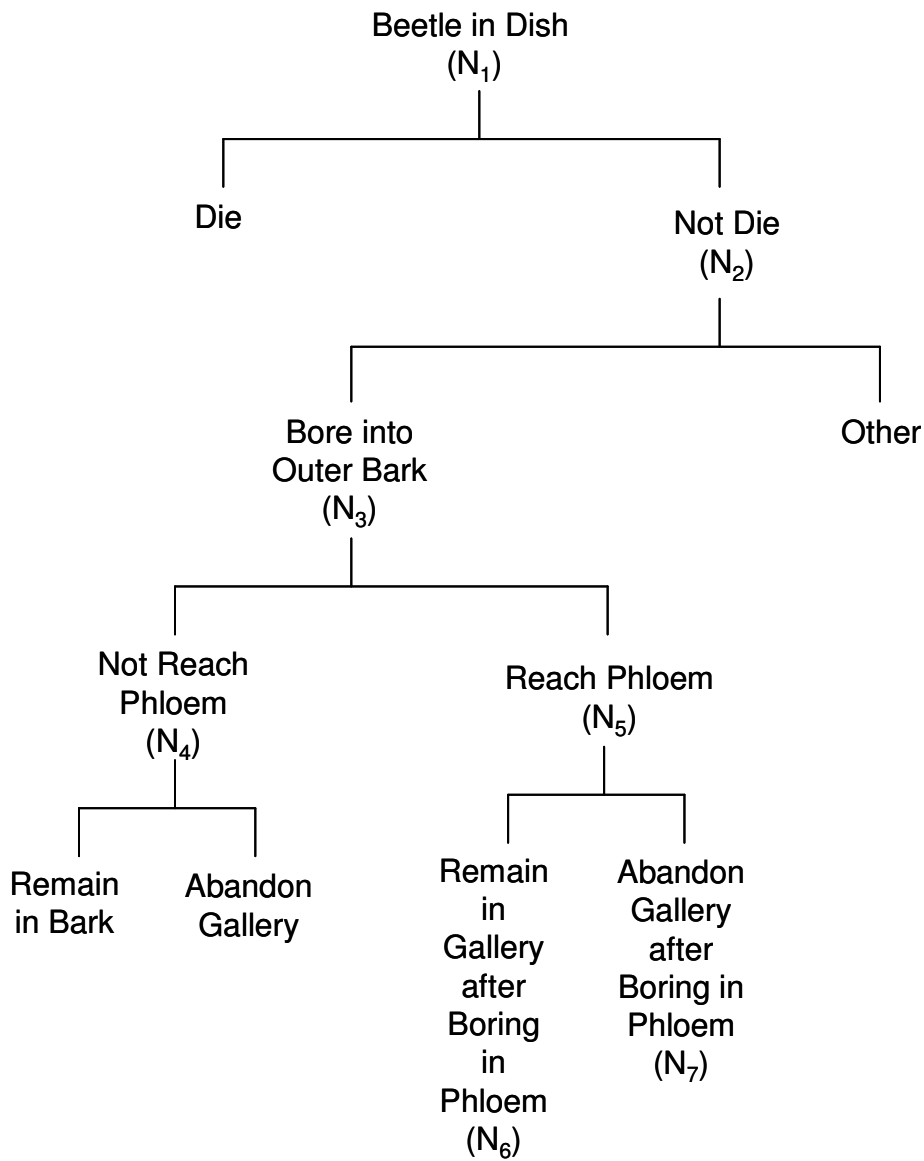 Beetle in Dish
(N₁)
Die
Not Die
(N₂)
Bore into
Outer Bark
(N₃)
Other
Not Reach
Phloem
(N₄)
Reach Phloem
(N₅)
Remain
in Bark
Abandon
Gallery
Remain
in
Gallery
after
Boring
in
Phloem
(N₆)
Abandon
Gallery
after
Boring in
Phloem
(N₇)